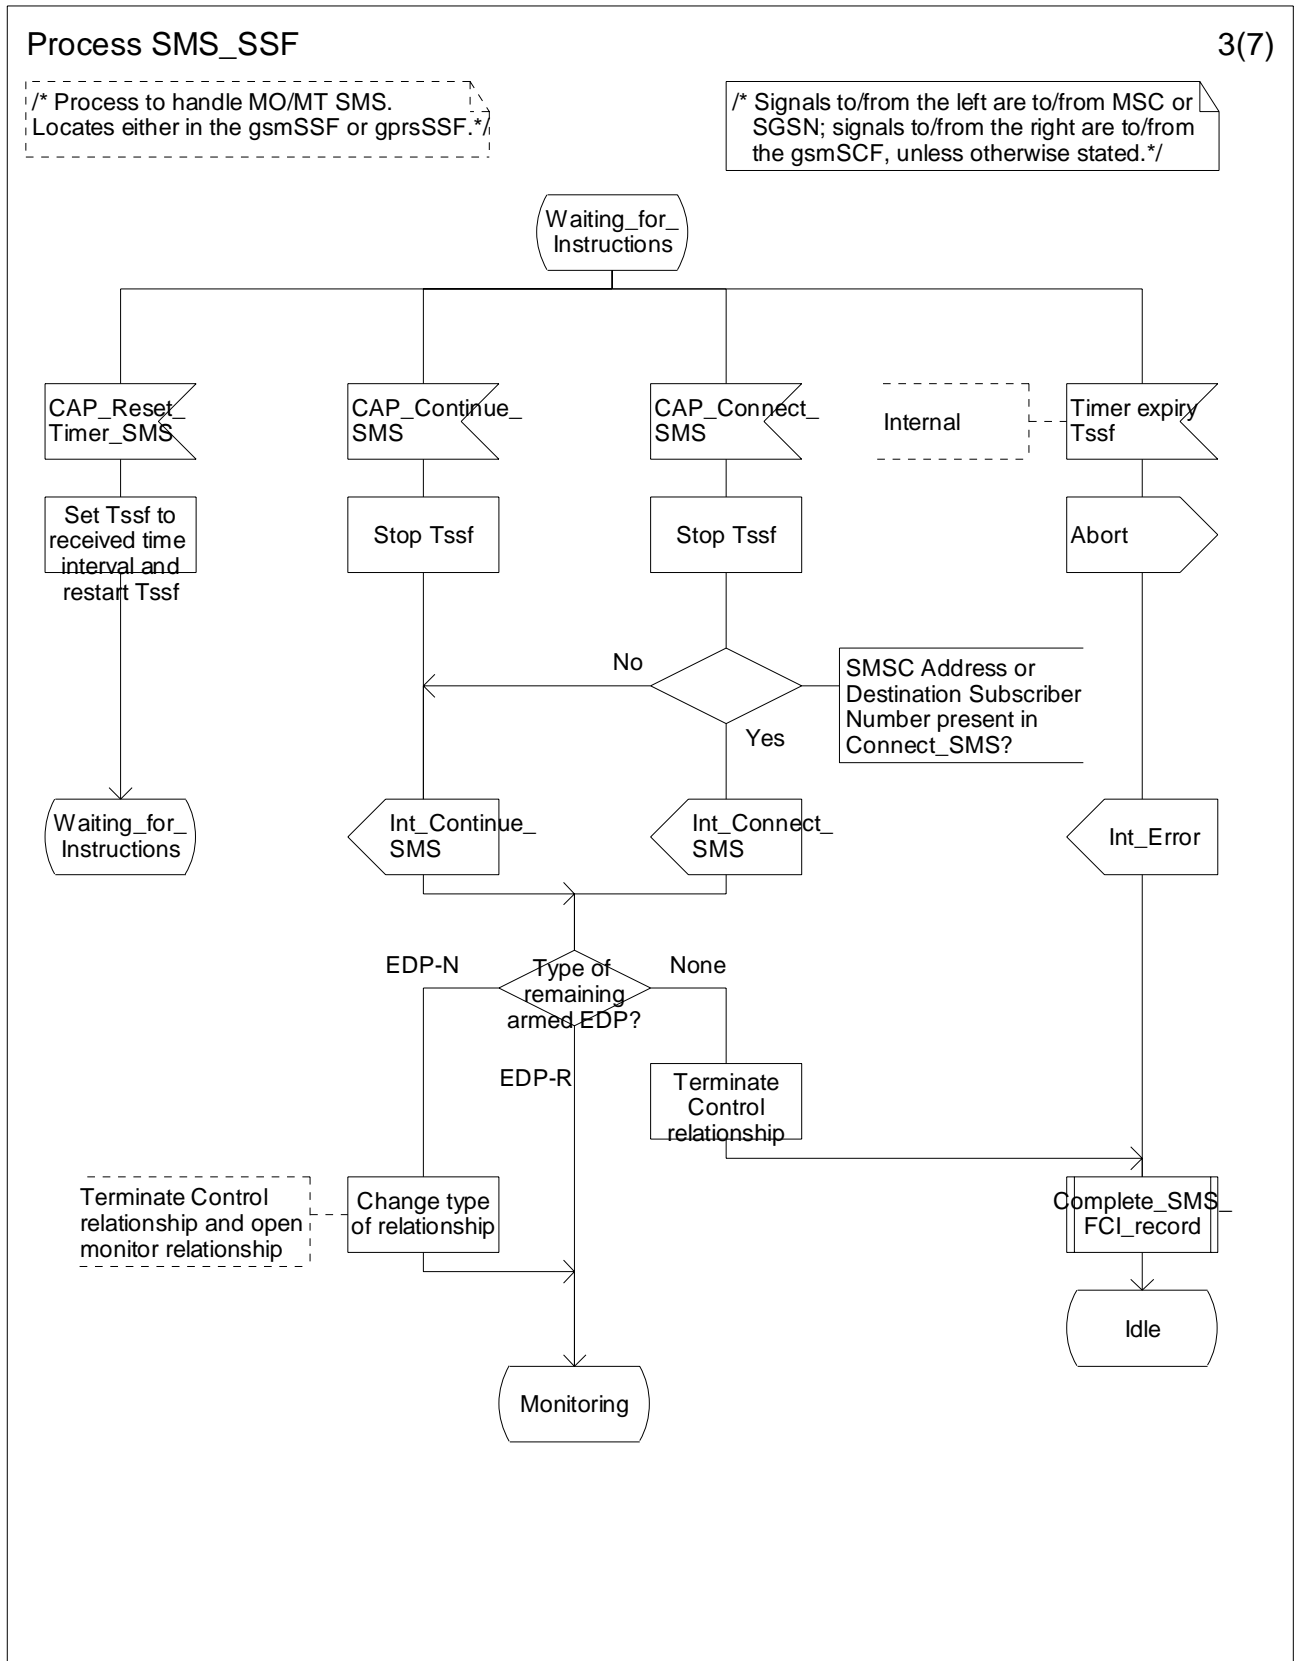 Process SMS_SSF
3(7)
/* Process to handle MO/MT SMS.
Locates either in the gsmSSF or gprsSSF.*/
/* Signals to/from the left are to/from MSC or
SGSN; signals to/from the right are to/from
the gsmSCF, unless otherwise stated.*/
Waiting_for_
Instructions
CAP_Reset_
Timer_SMS
CAP_Continue_
SMS
CAP_Connect_
SMS
Internal
Timer expiry
Tssf
Set Tssf to
received time
interval and
restart Tssf
Stop Tssf
Stop Tssf
Abort
No
Yes
SMSC Address or
Destination Subscriber
Number present in
Connect_SMS?
Waiting_for_
Instructions
Int_Continue_
SMS
Int_Connect_
SMS
Int_Error
EDP-N
Type of
remaining
armed EDP?
None
EDP-R
Terminate
Control
relationship
Terminate Control
relationship and open
monitor relationship
Change type
of relationship
Complete_SMS_
FCI_record
Idle
Monitoring